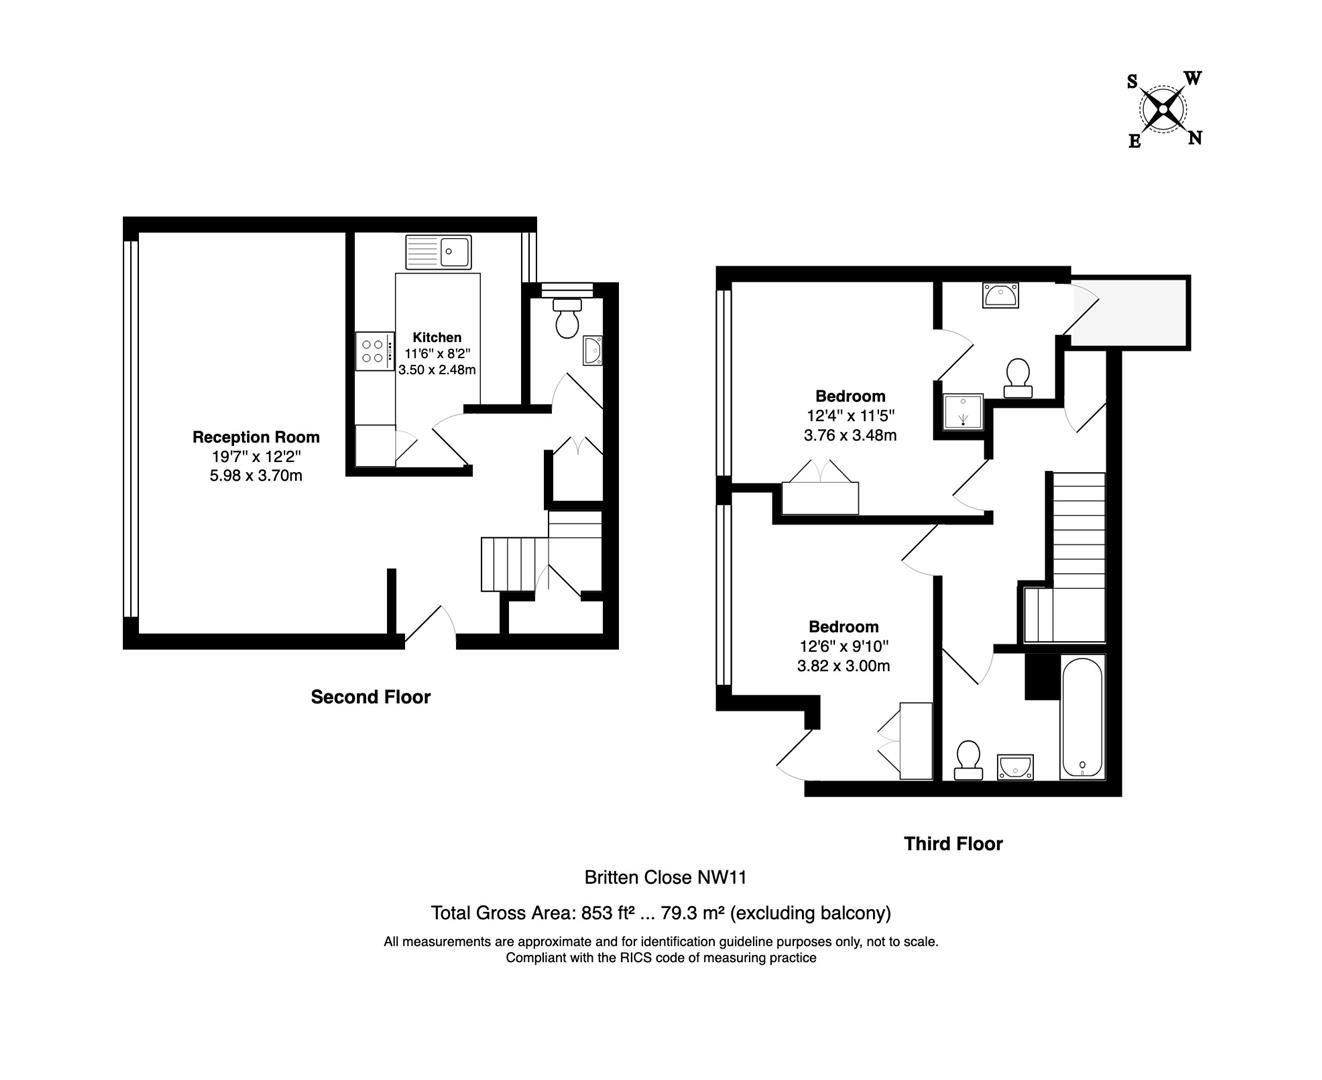 S W
E N
Kitchen
11'6" x 8'2"
3.50 x 2.48m
Reception Room
19'7" x 12'2"
5.98 x 3.70m
Second Floor
Bedroom
12'4" x 11'5"
3.76 x 3.48m
Bedroom
12'6" x 9'10"
3.82 x 3.00m
Third Floor
Britten Close NW11
Total Gross Area: 853 ft² ... 79.3 m² (excluding balcony)
All measurements are approximate and for identification guideline purposes only, not to scale.
Compliant with the RICS code of measuring practice